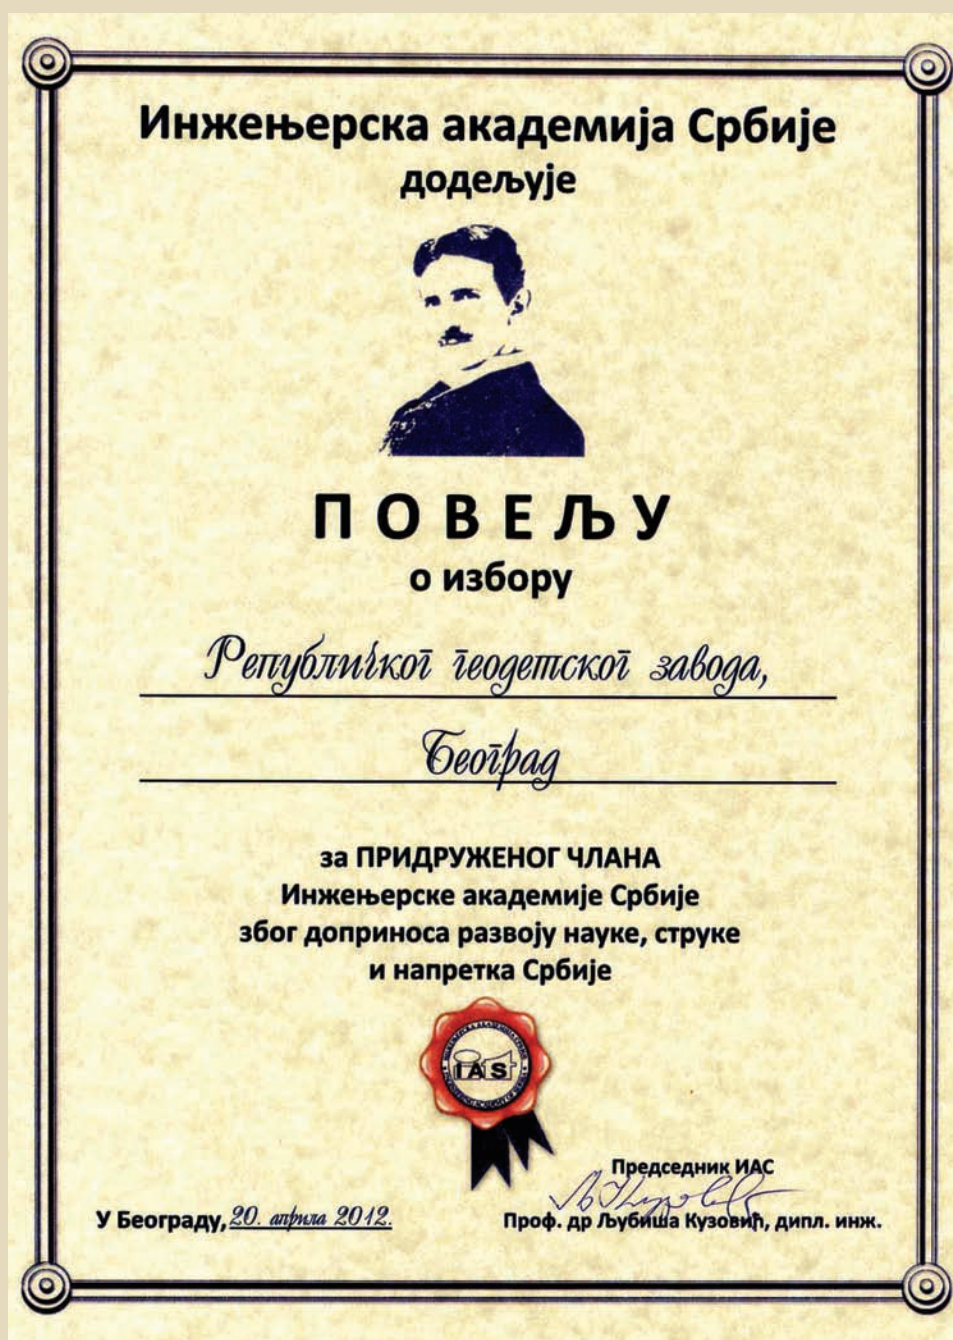 Инжењерска академија Србије
додељује
ПОВЕЉУ
о избору
Републичког геодетског завода,
Београд
за ПРИДРУЖЕНОГ ЧЛАНА
Инжењерске академије Србије
због доприноса развоју науке, струке
и напретка Србије
IAS
Председник ИАС
У Београду, 20. априла 2012.
Проф. др Љубиша Кузовић, дипл. инж.